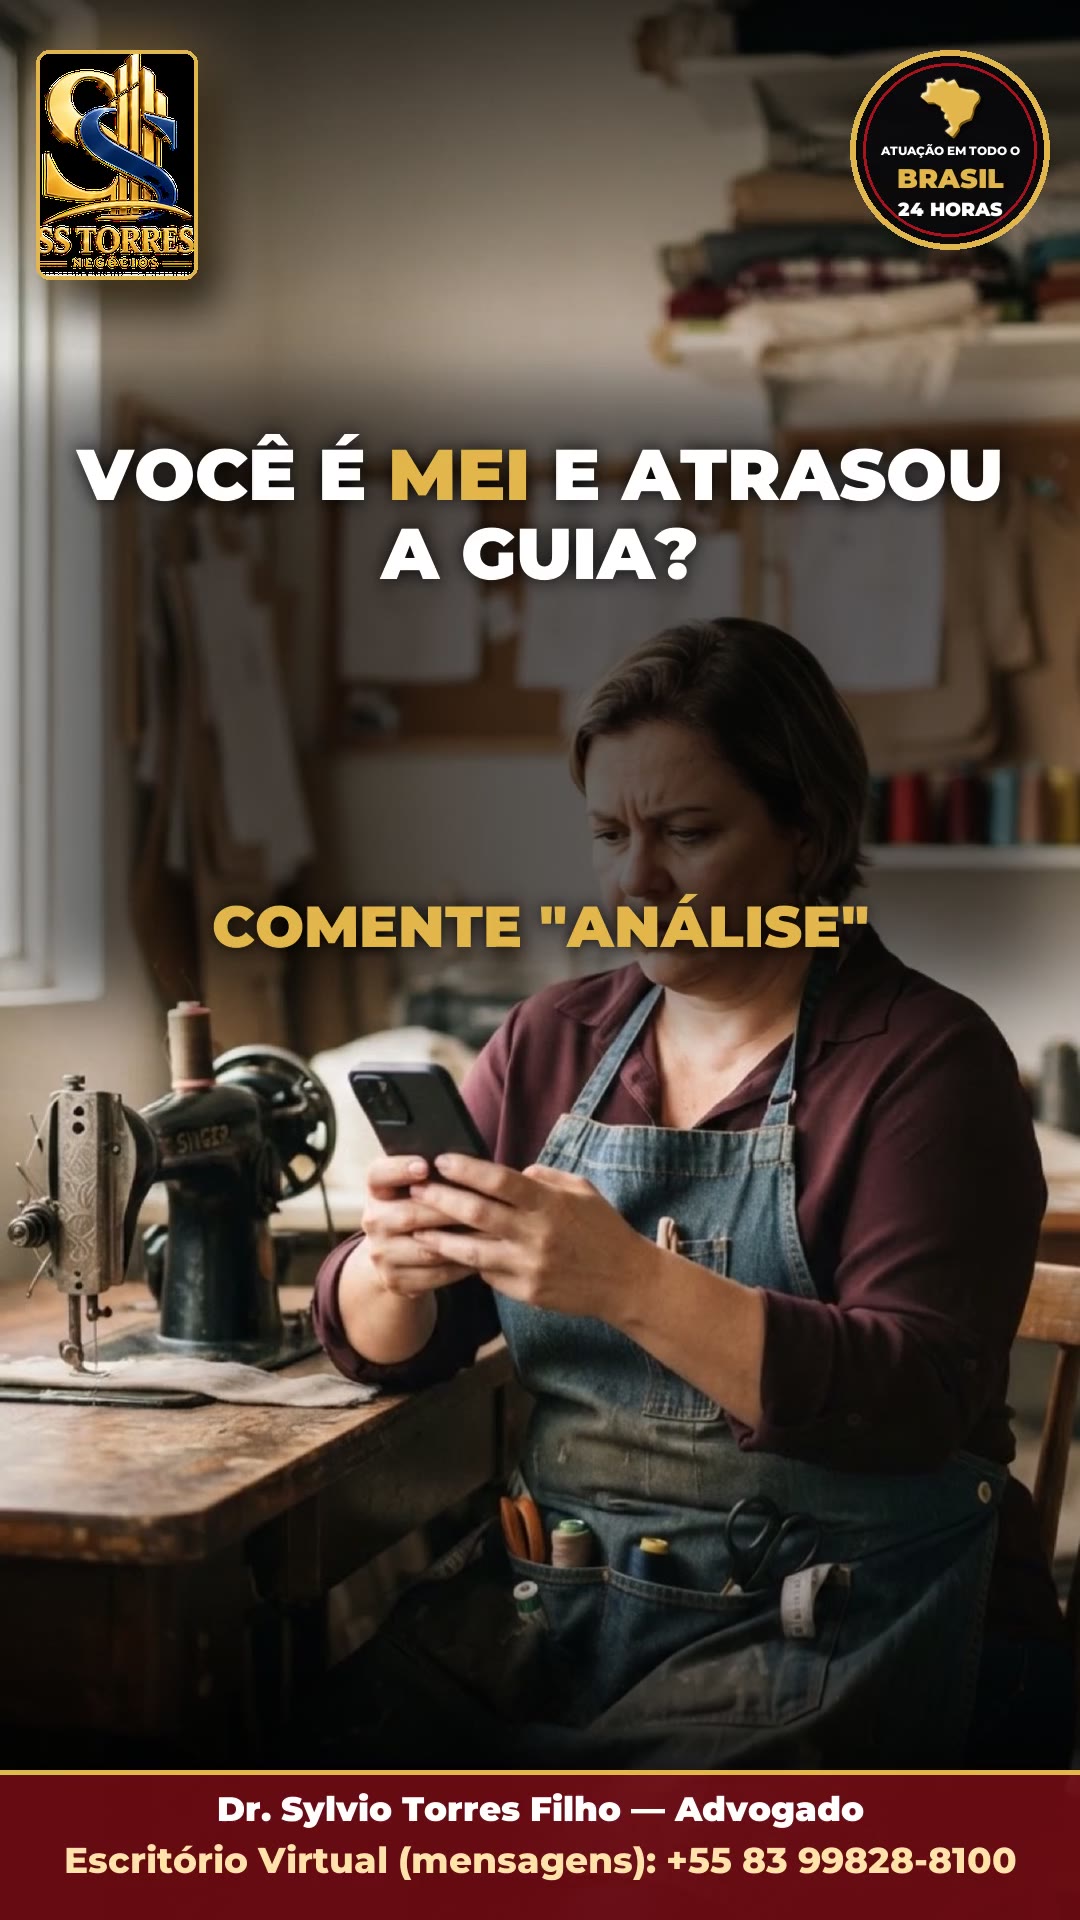 SS TORRES
NEGÓCIOS
ATUAÇÃO EM TODO O
BRASIL
24 HORAS
VOCÊ É MEI E ATRASOU
A GUIA?
COMENTE "ANÁLISE"
SINGER
Dr. Sylvio Torres Filho — Advogado
Escritório Virtual (mensagens): +55 83 99828-8100